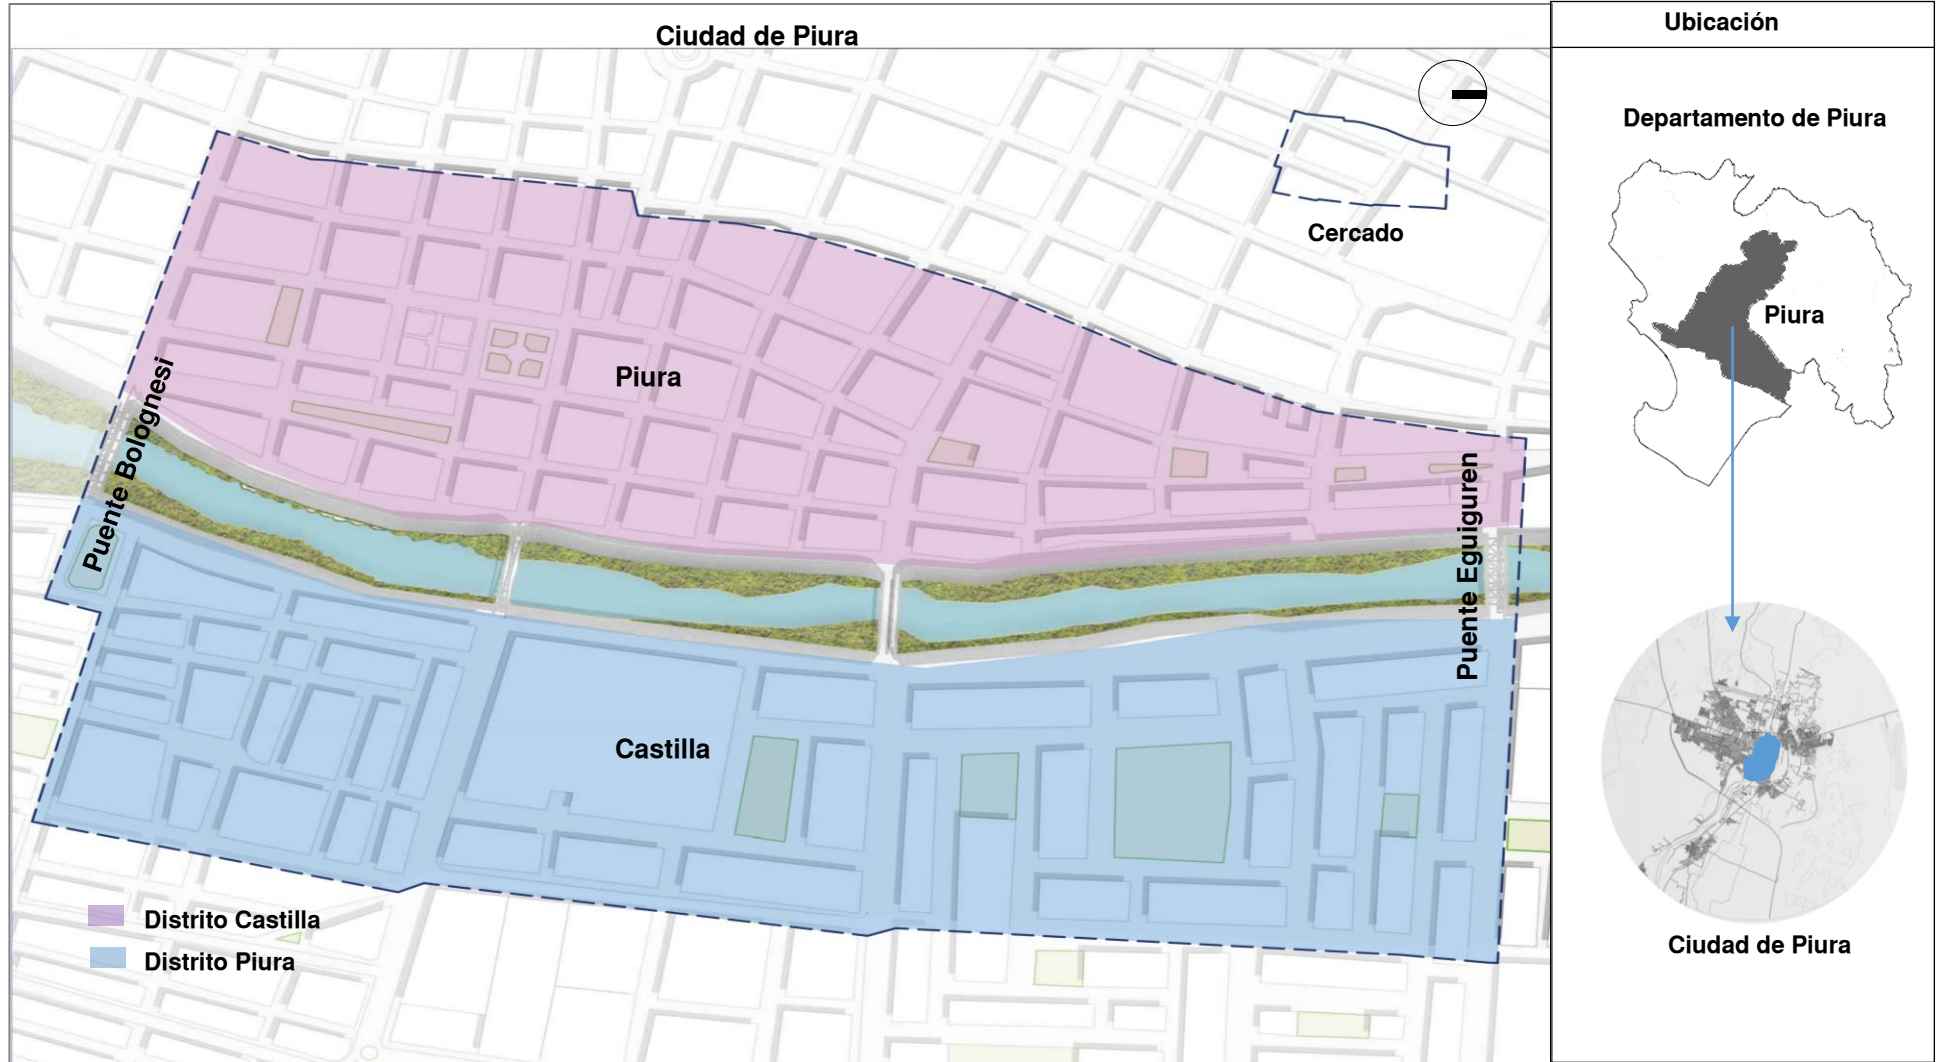 Ciudad de Piura
Ubicación
Departamento de Piura
Cercado
Piura
Piura
Puente Bolognesi
Puente Eguiguren
Castilla
Distrito Castilla
Distrito Piura
Ciudad de Piura